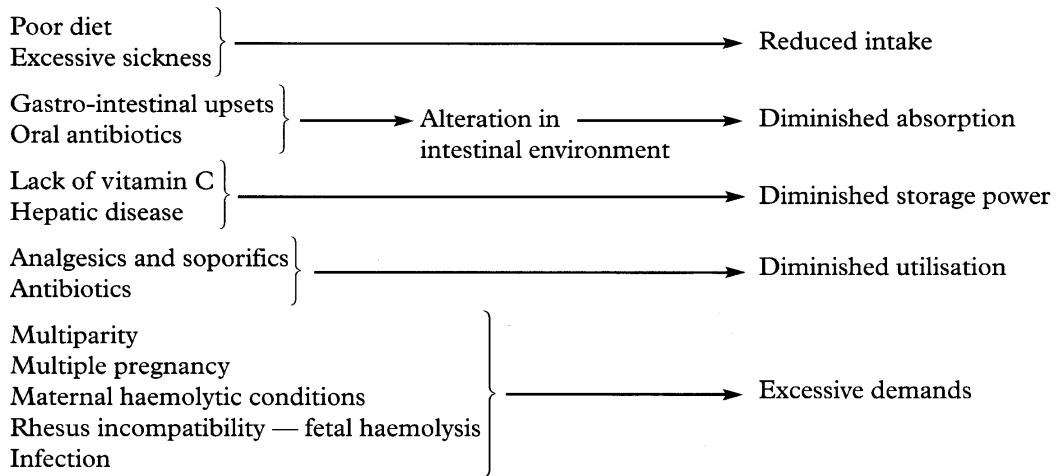 Poor diet
Excessive sickness
Reduced intake
Gastro-intestinal upsets
Oral antibiotics
Alteration in
intestinal environment
Diminished absorption
Lack of vitamin C
Hepatic disease
Diminished storage power
Analgesics and soporifics
Antibiotics
Diminished utilisation
Multiparity
Multiple pregnancy
Maternal haemolytic conditions
Rhesus incompatibility — fetal haemolysis
Infection
Excessive demands